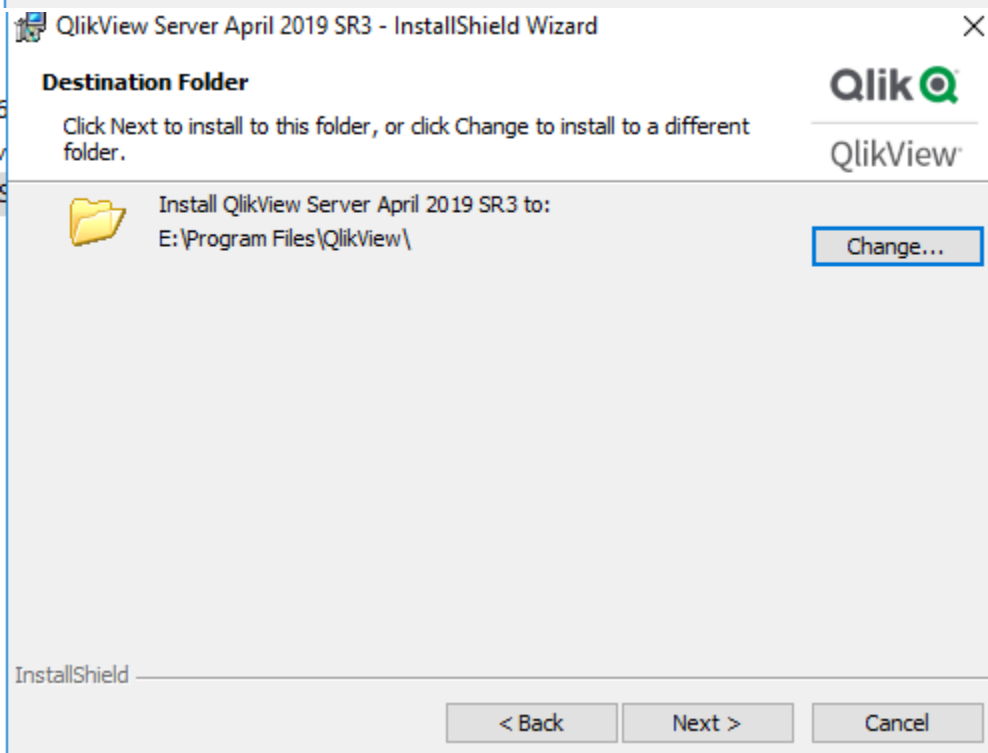 QlikView Server April 2019 SR3 - InstallShield Wizard
Destination Folder
Click Next to install to this folder, or click Change to install to a different
folder.
Qlik
QlikView
Install QlikView Server April 2019 SR3 to:
E:\Program Files\QlikView\
Change...
InstallShield
< Back
Next >
Cancel